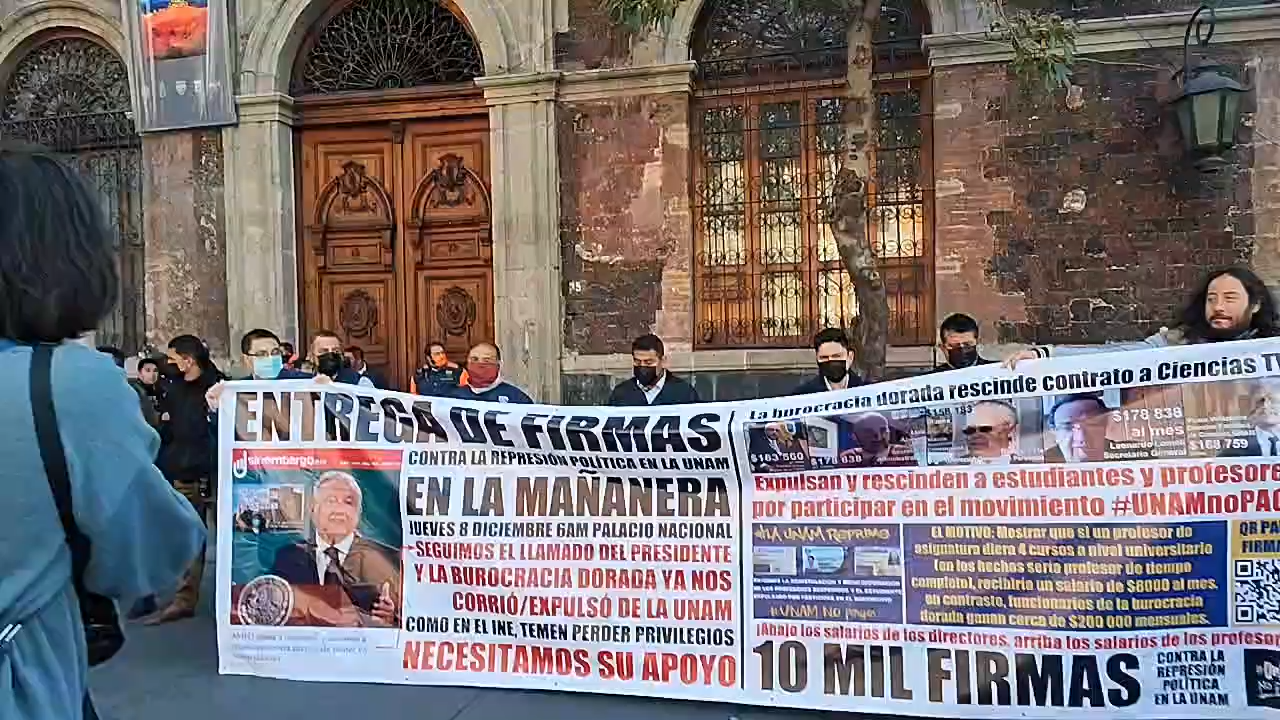 ENTREGA DE FIRMAS
CONTRA LA REPRESIÓN POLÍTICA EN LA UNAM
sinembargo
EN LA MAÑANERA
JUEVES 8 DICIEMBRE 6AM PALACIO NACIONAL
SEGUIMOS EL LLAMADO DEL PRESIDENTE
Y LA BUROCRACIA DORADA YA NOS
CORRIÓ/EXPULSÓ DE LA UNAM
COMO EN EL INE, TEMEN PERDER PRIVILEGIOS
NECESITAMOS SU APOYO
La burocracia dorada rescinde contrato a Ciencias
$178 838
al mes
Leonardo Lomelí
Secretario General
$168 759
Expulsan y rescinden a estudiantes y profesore
por participar en el movimiento #UNAMnoPAG
#LA UNAM REPRIME
#UNAM NO paga
EL MOTIVO: Mostrar que si un profesor de
asignatura diera 4 cursos a nivel universitario
(en los hechos sería profesor de tiempo
completo), recibiría un salario de $8000 al mes.
en contraste, funcionarios de la burocracia
dorada ganan cerca de $200 000 mensuales.
QR PA
FIRM
¡Abajo los salarios de los directores, arriba los salarios de los profesor
10 MIL FIRMAS
CONTRA LA
REPRESIÓN
POLÍTICA
EN LA UNAM